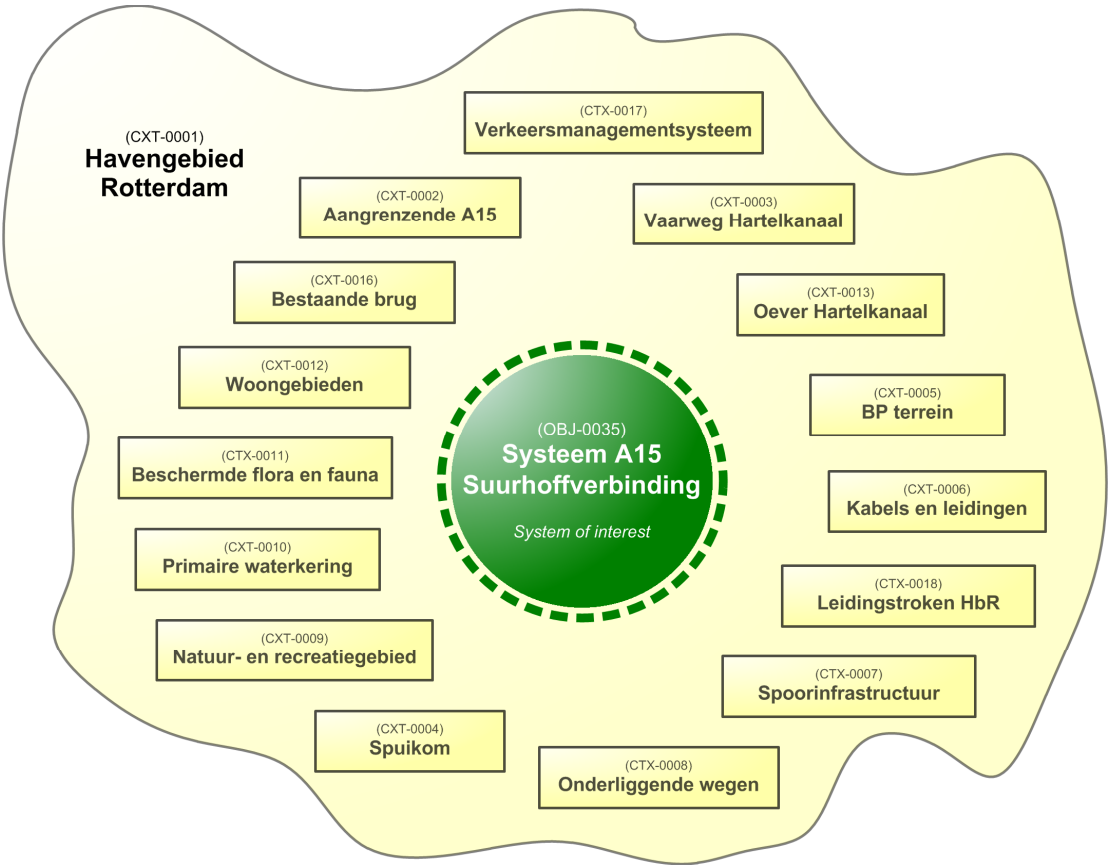 (CTX-0017)
Verkeersmanagementsysteem
(CXT-0001)
Havengebied
Rotterdam
(CXT-0002)
Aangrenzende A15
(CXT-0003)
Vaarweg Hartelkanaal
(CXT-0016)
Bestaande brug
(CXT-0013)
Oever Hartelkanaal
(CXT-0012)
Woongebieden
(CXT-0005)
BP terrein
(OBJ-0035)
Systeem A15
Suurhoffverbinding
System of interest
(CTX-0011)
Beschermde flora en fauna
(CXT-0006)
Kabels en leidingen
(CXT-0010)
Primaire waterkering
(CTX-0018)
Leidingstroken HbR
(CXT-0009)
Natuur- en recreatiegebied
(CTX-0007)
Spoorinfrastructuur
(CXT-0004)
Spuikom
(CTX-0008)
Onderliggende wegen